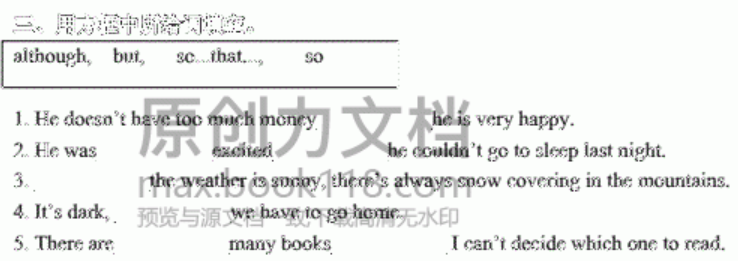 三、用方框中所给词填空。
although, but, so...that..., so
1. He doesn't have too much money he is very happy.
2. He was excited he couldn't go to sleep last night.
3. the weather is sunny, there's always snow covering in the mountains.
4. It's dark, we have to go home.
5. There are many books I can't decide which one to read.
原创力文档
max.book118.com
预览与源文档一致,下载高清无水印